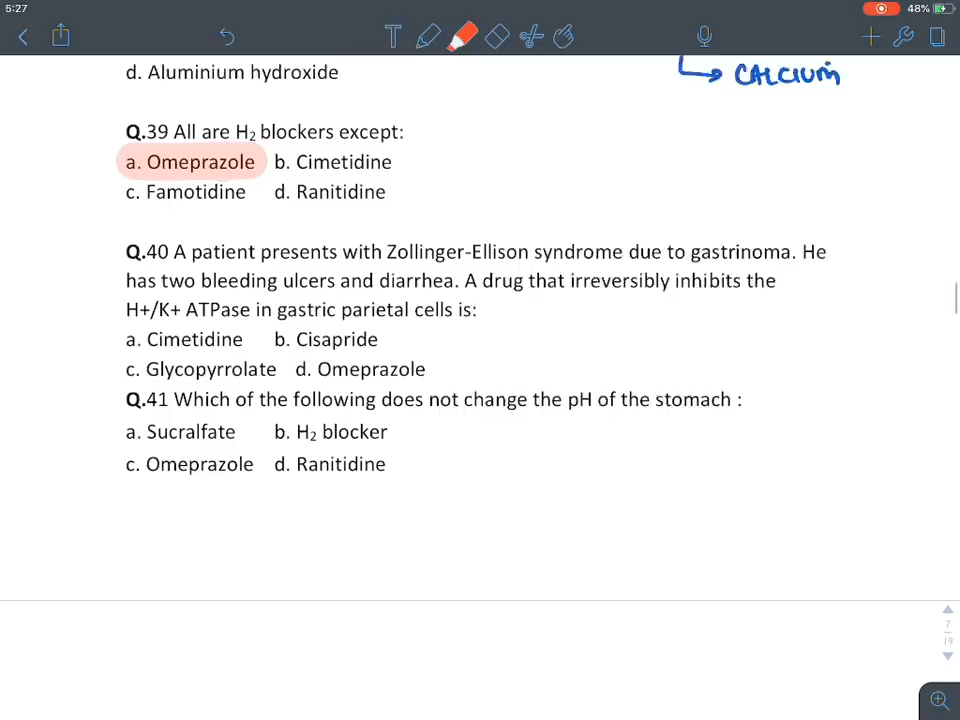 5:27
48%
T
d. Aluminium hydroxide
CALCIUM
Q.39 All are H₂ blockers except:
a. Omeprazole b. Cimetidine
c. Famotidine d. Ranitidine
Q.40 A patient presents with Zollinger-Ellison syndrome due to gastrinoma. He
has two bleeding ulcers and diarrhea. A drug that irreversibly inhibits the
H+/K+ ATPase in gastric parietal cells is:
a. Cimetidine b. Cisapride
c. Glycopyrrolate d. Omeprazole
Q.41 Which of the following does not change the pH of the stomach :
a. Sucralfate b. H₂ blocker
c. Omeprazole d. Ranitidine
7
19